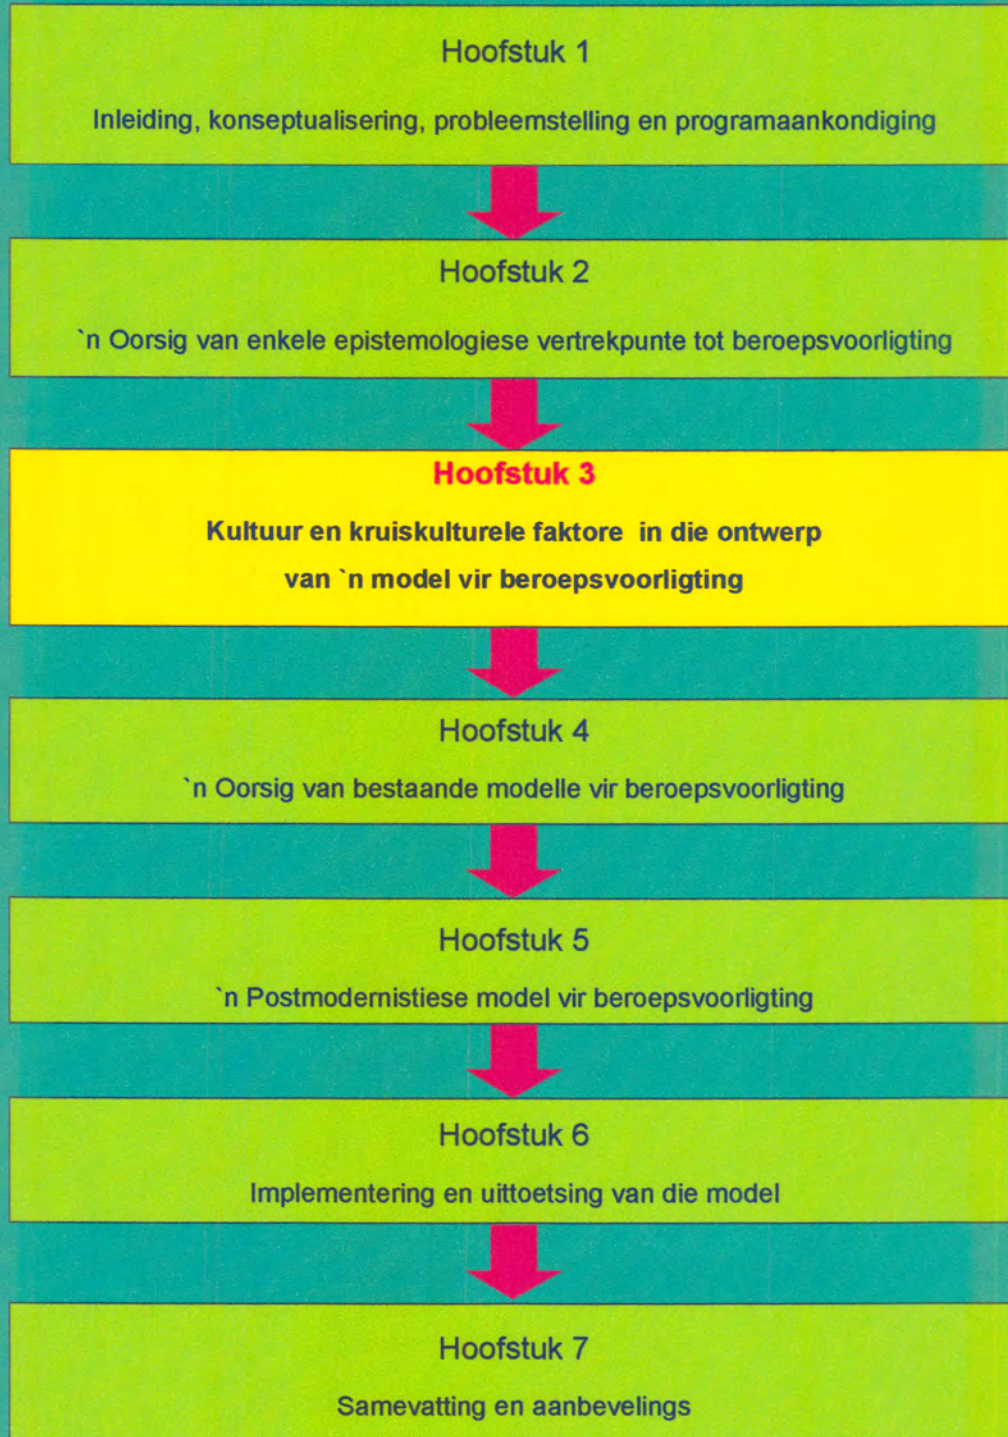 Hoofstuk 1
Inleiding, konseptualisering, probleemstelling en programaankondiging
Hoofstuk 2
`n Oorsig van enkele epistemologiese vertrekpunte tot beroepsvoorligting
Hoofstuk 3
Kultuur en kruiskulturele faktore in die ontwerp
van `n model vir beroepsvoorligting
Hoofstuk 4
`n Oorsig van bestaande modelle vir beroepsvoorligting
Hoofstuk 5
`n Postmodernistiese model vir beroepsvoorligting
Hoofstuk 6
Implementering en uittoetsing van die model
Hoofstuk 7
Samevatting en aanbevelings